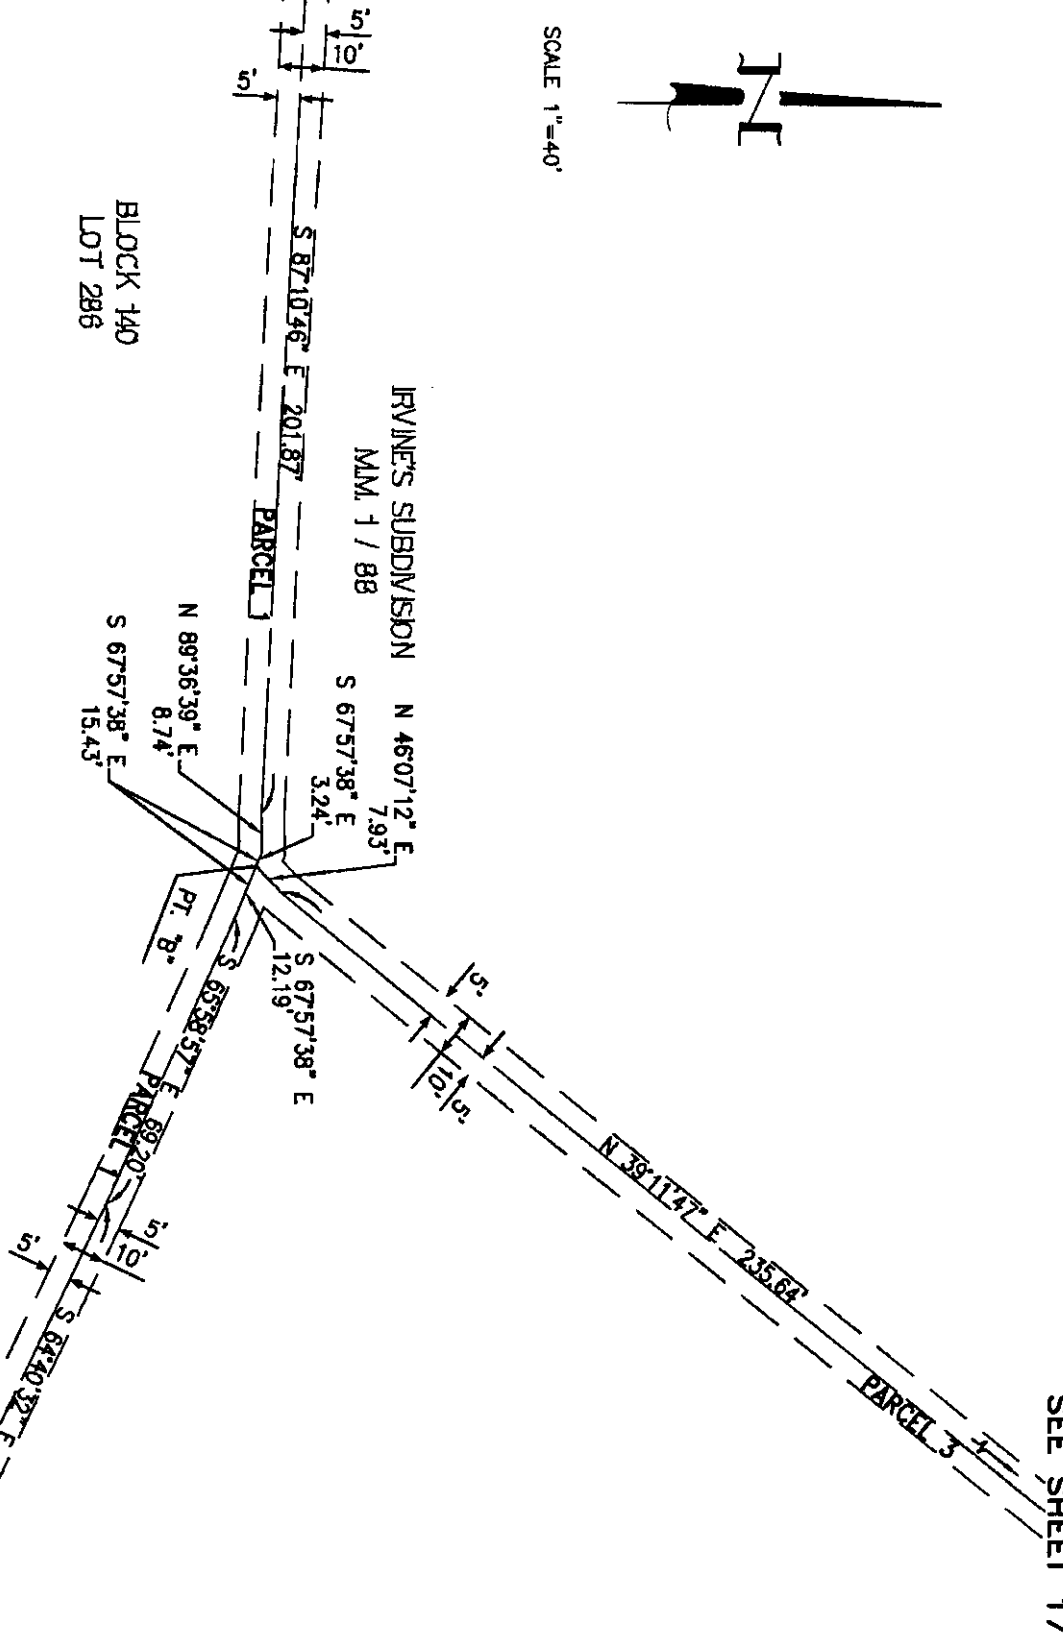 SCALE 1"=40'
5'
10'
5'
S 87°10'46" E 201.87'
BLOCK 140
LOT 286
IRVINE'S SUBDIVISION
M.M. 1 / 88
PARCEL 1
N 89°36'39" E
8.74'
S 67°57'38" E
15.43'
S 67°57'38" E
3.24'
N 46°07'12" E
7.93'
PT. "B"
S 67°57'38" E
12.19'
S 65°58'57" E 69.20'
PARCEL 1
5'
10'
5'
S 64°40'32" E
5'
10'
5'
N 39°11'47" E 235.64'
PARCEL 3
SEE SHEET 17